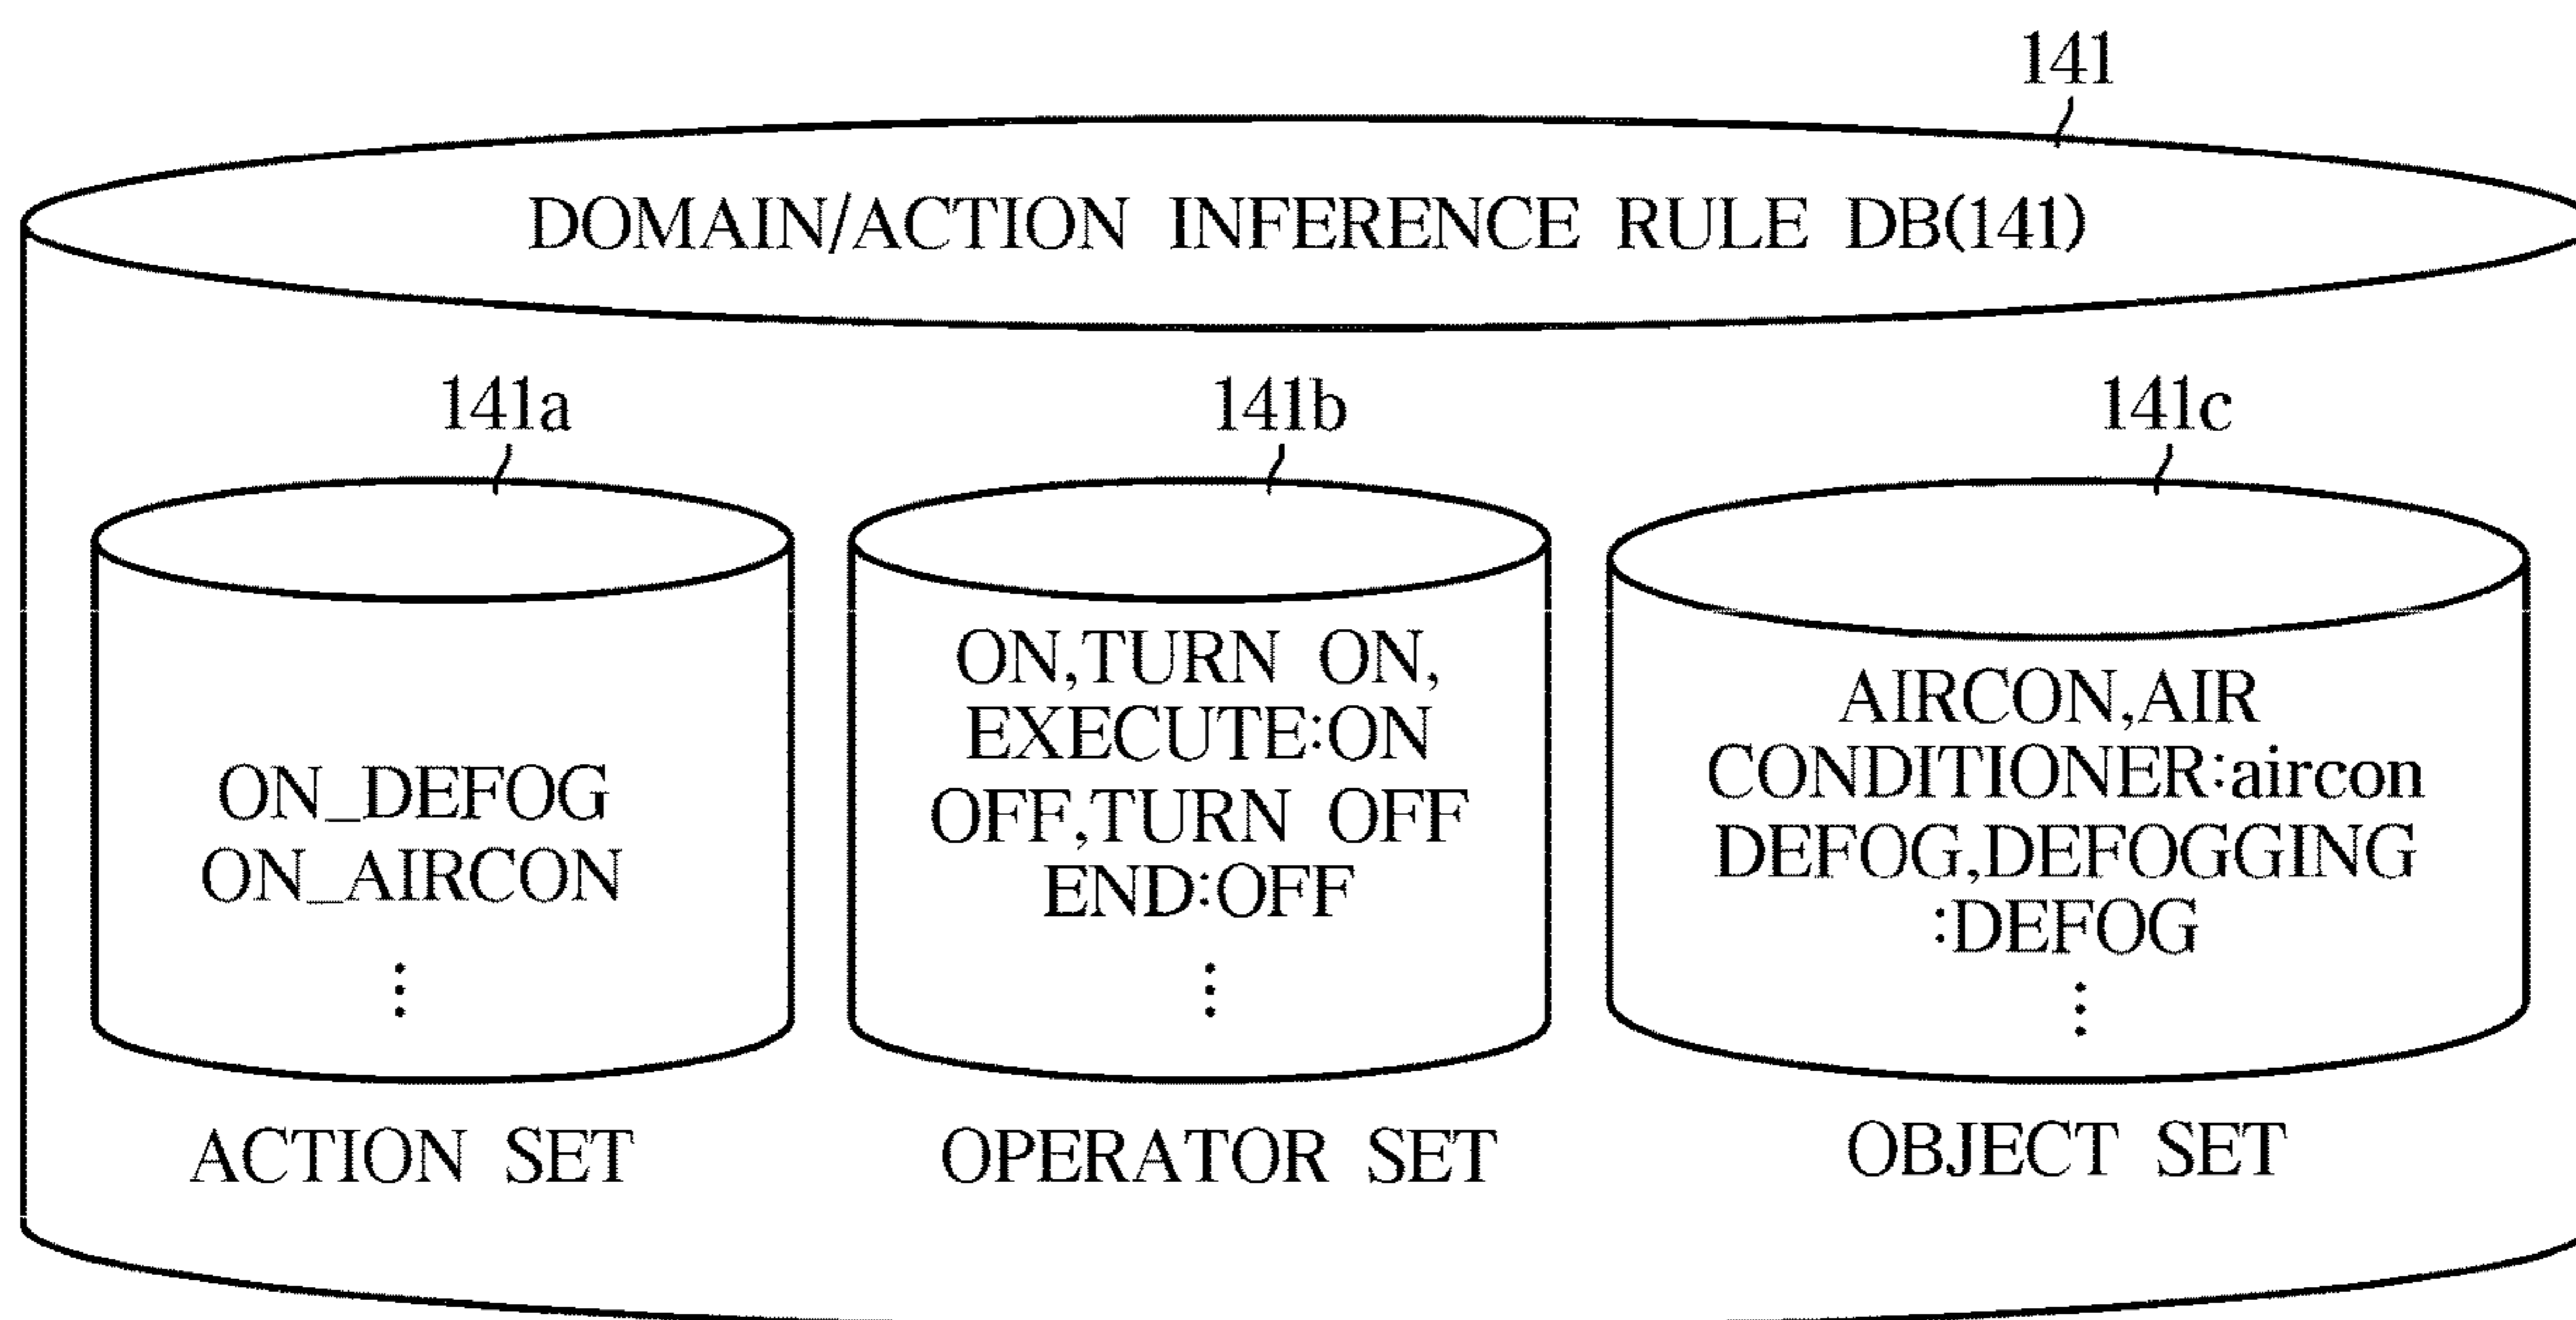 141
DOMAIN/ACTION INFERENCE RULE DB(141)
141a
ON_DEFOG
ON_AIRCON
⋮
ACTION SET
141b
ON,TURN ON,
EXECUTE:ON
OFF,TURN OFF
END:OFF
⋮
OPERATOR SET
141c
AIRCON,AIR
CONDITIONER:aircon
DEFOG,DEFOGGING
:DEFOG
⋮
OBJECT SET